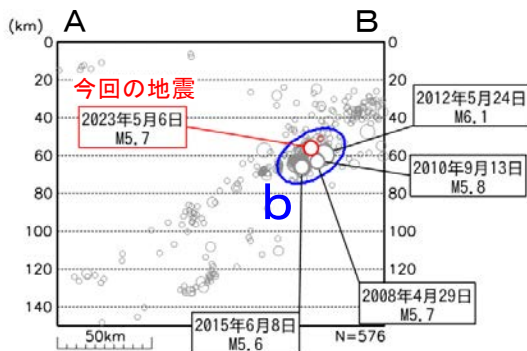 A B
(km)
0 0
20 20
40 40
60 60
80 80
100 100
120 120
140 140
今回の地震
2023年5月6日
M5.7
2012年5月24日
M6.1
2010年9月13日
M5.8
b
2008年4月29日
M5.7
2015年6月8日
M5.6
50km
N=576